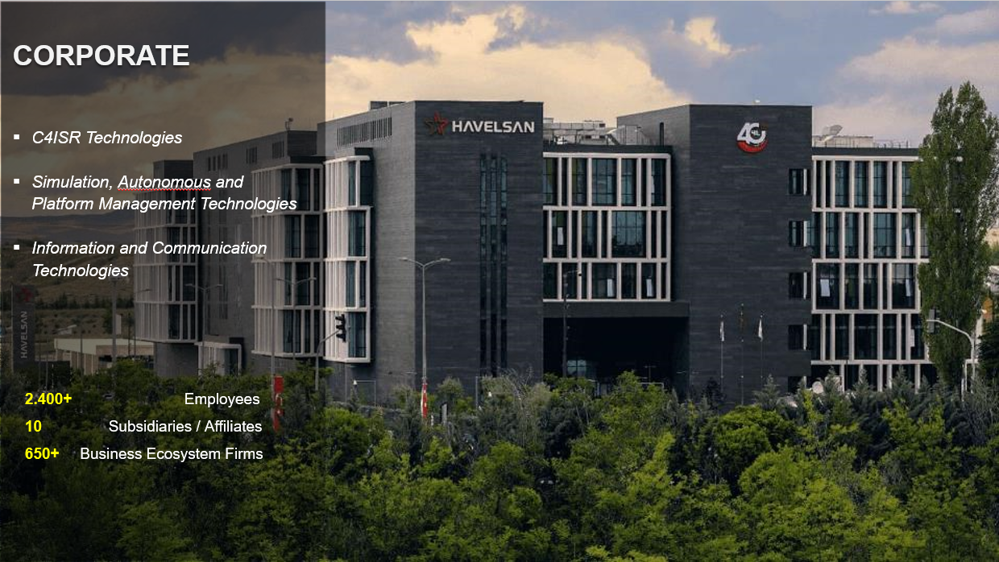 CORPORATE
▪ C4ISR Technologies
▪ Simulation, Autonomous and
Platform Management Technologies
▪ Information and Communication
Technologies
HAVELSAN
40
HAVELSAN
2.400+ Employees
10 Subsidiaries / Affiliates
650+ Business Ecosystem Firms